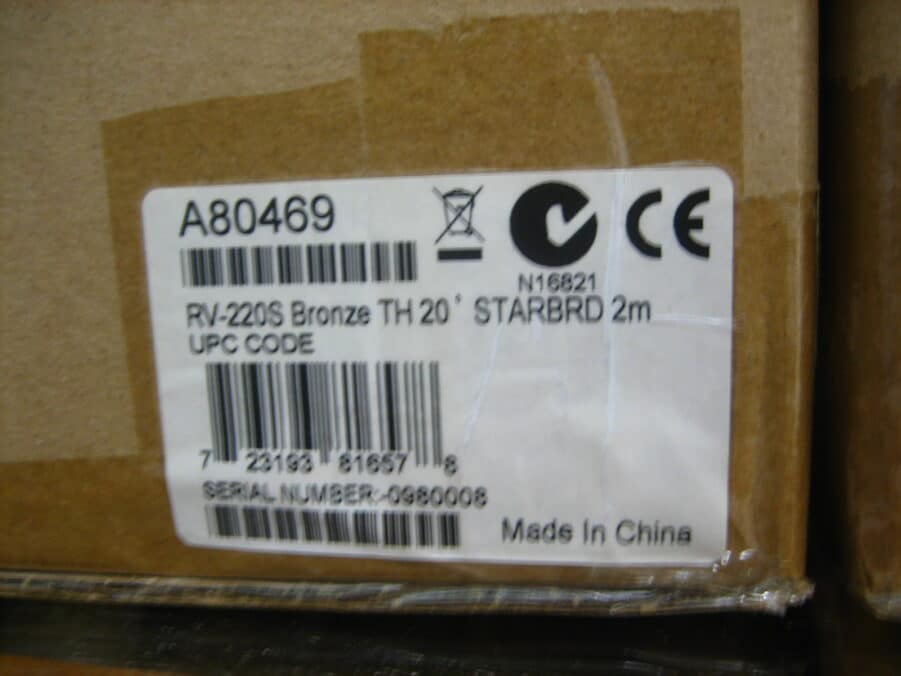 A80469
N16821
RV-220S Bronze TH 20' STARBRD 2m
UPC CODE
7 23193 81657 8
SERIAL NUMBER:-0980008
Made In China